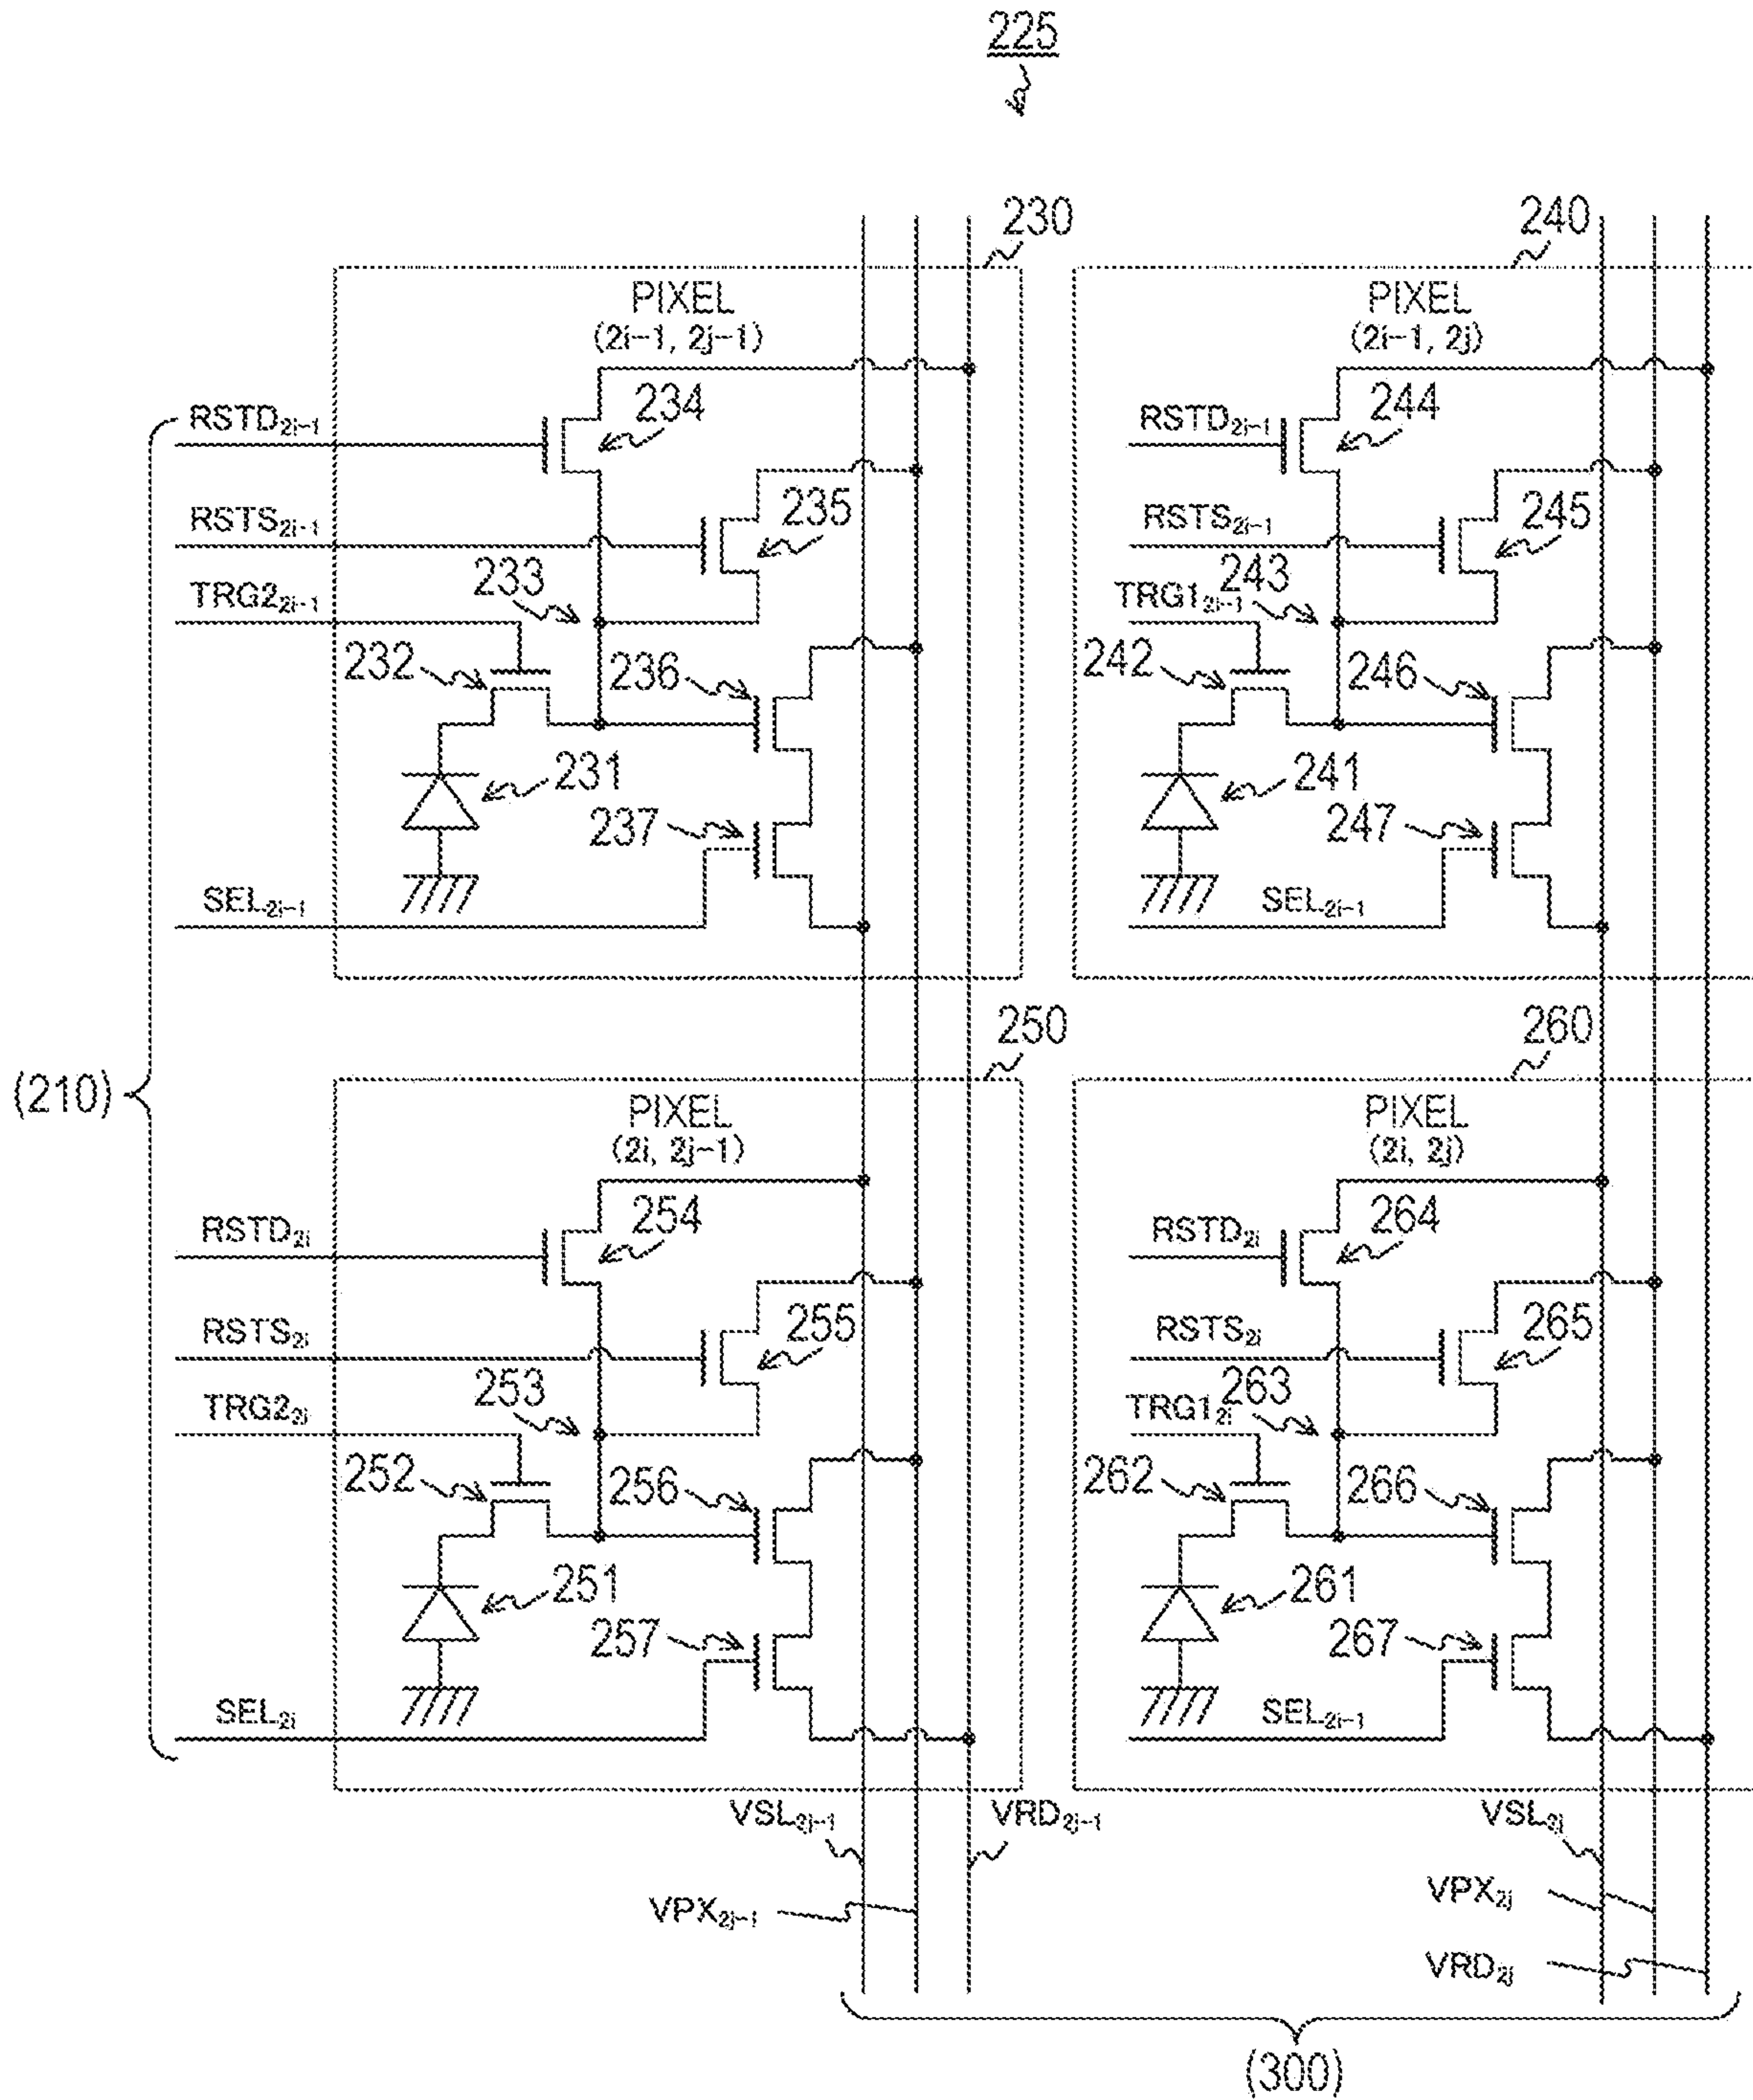 225
230
240
PIXEL
(2i-1, 2j-1)
PIXEL
(2i-1, 2j)
RSTD2i-1
234
RSTD2i-1
244
RSTS2i-1
235
RSTS2i-1
245
TRG22i-1
233
TRG12i-1
243
232
236
242
246
231
241
237
247
SEL2i-1
SEL2i-1
250
260
(210)
PIXEL
(2i, 2j-1)
PIXEL
(2i, 2j)
RSTD2i
254
RSTD2i
264
RSTS2i
255
RSTS2i
265
TRG22i
253
TRG12i
263
252
256
262
266
251
261
257
267
SEL2i
SEL2i-1
VSL2j-1
VRD2j-1
VSL2j
VPX2j-1
VPX2j
VRD2j
(300)